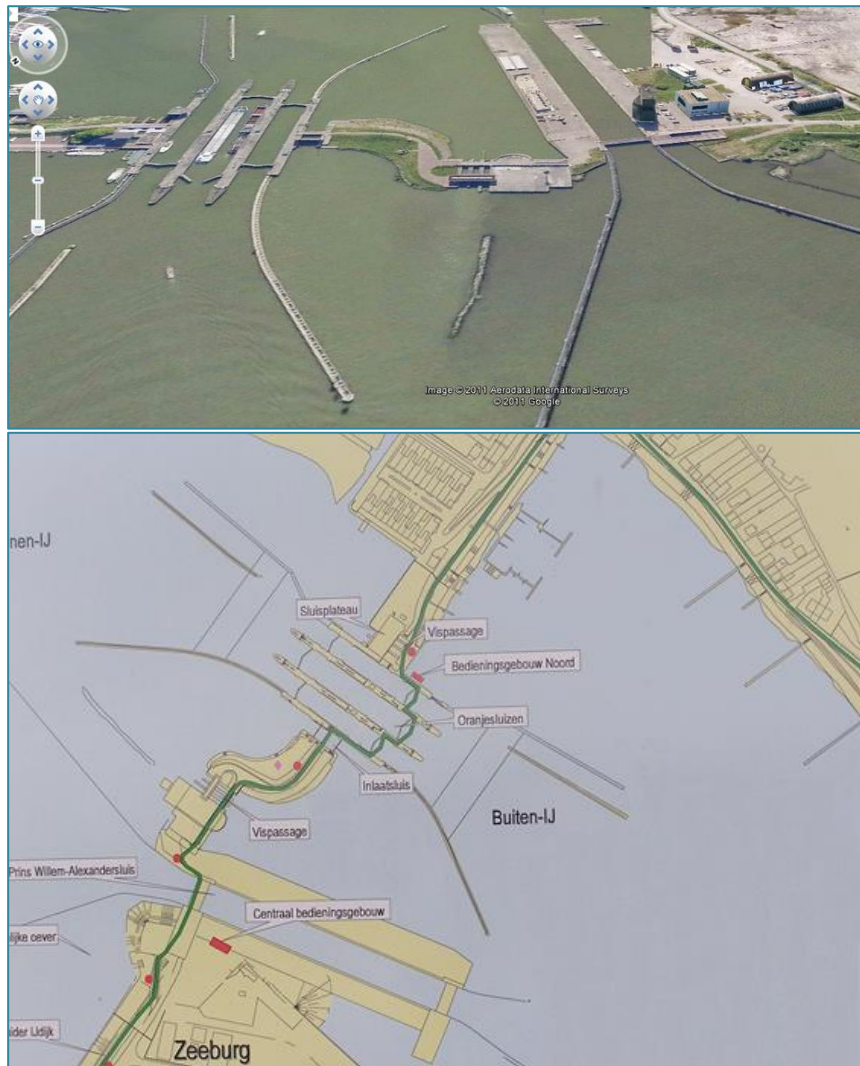 Image © 2011 Aerodata International Surveys
© 2011 Google
nen-IJ
Sluisplateau
Vispassage
Bedieningsgebouw Noord
Oranjesluizen
Inlaatsluis
Buiten-IJ
Vispassage
Prins Willem-Alexandersluis
Centraal bedieningsgebouw
lijke oever
ider IJdijk
Zeeburg